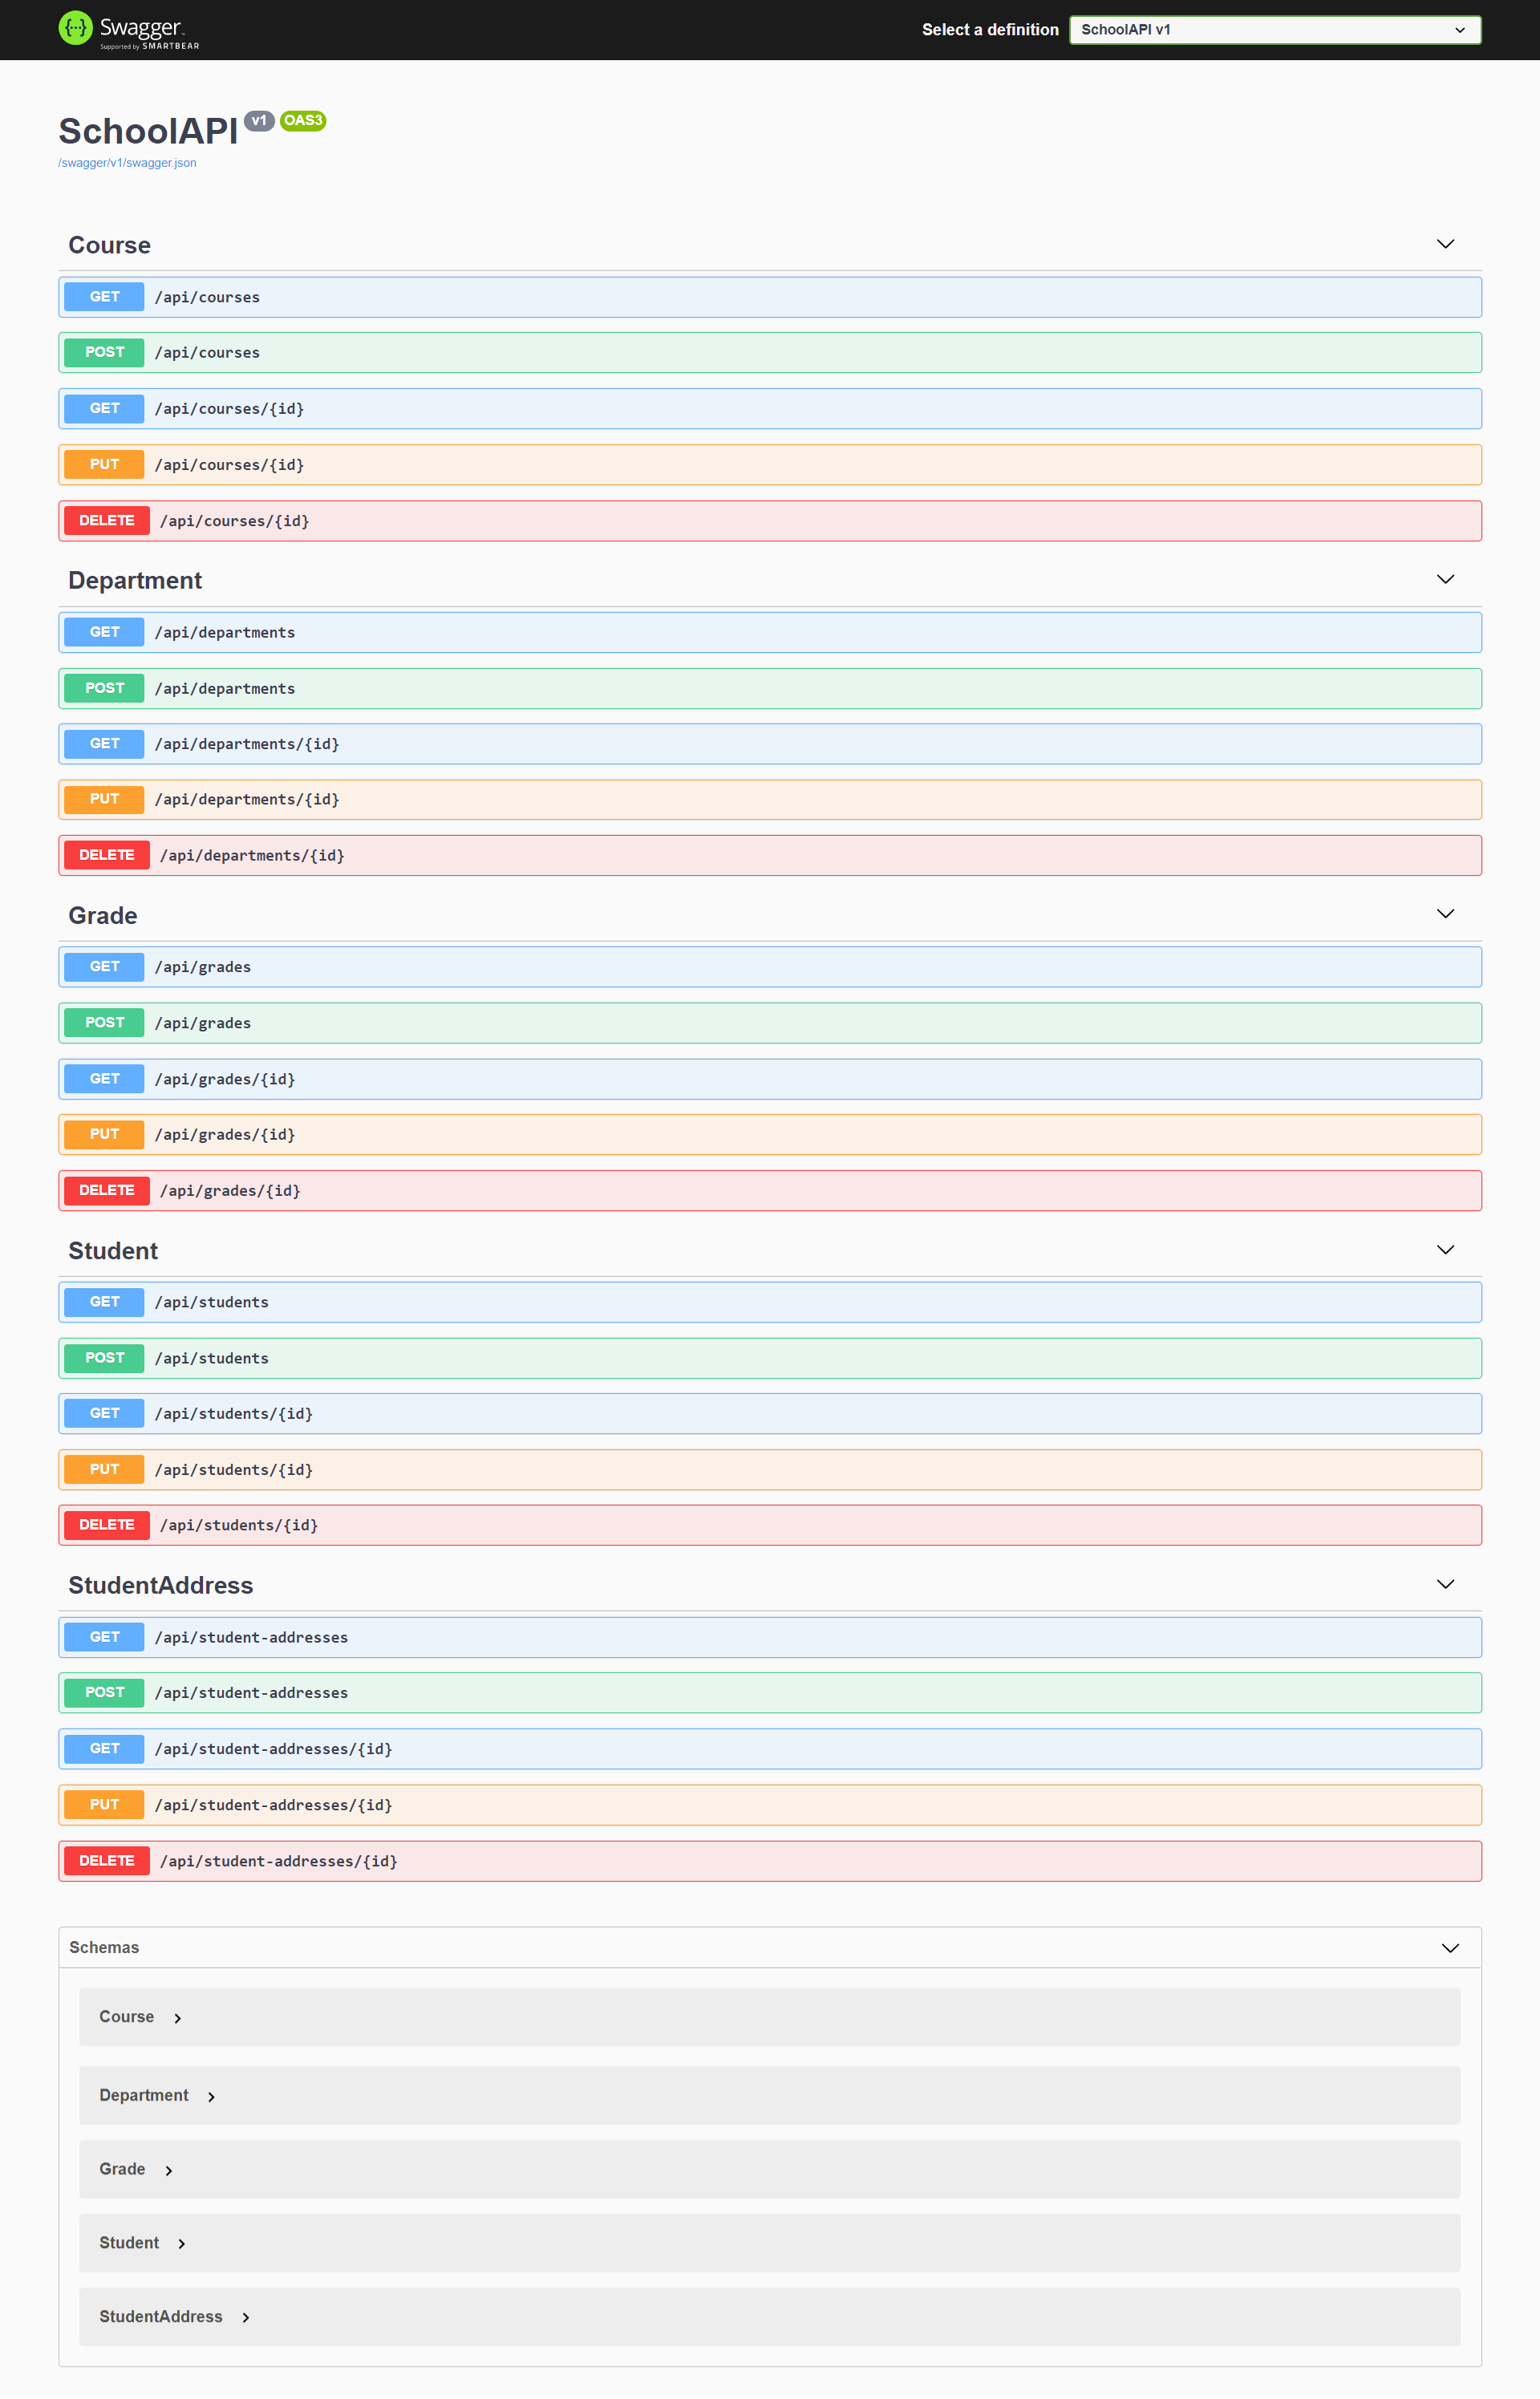 Swagger
Supported by SMARTBEAR
Select a definition
SchoolAPI v1
SchoolAPI v1 OAS3
/swagger/v1/swagger.json
Course
GET /api/courses
POST /api/courses
GET /api/courses/{id}
PUT /api/courses/{id}
DELETE /api/courses/{id}
Department
GET /api/departments
POST /api/departments
GET /api/departments/{id}
PUT /api/departments/{id}
DELETE /api/departments/{id}
Grade
GET /api/grades
POST /api/grades
GET /api/grades/{id}
PUT /api/grades/{id}
DELETE /api/grades/{id}
Student
GET /api/students
POST /api/students
GET /api/students/{id}
PUT /api/students/{id}
DELETE /api/students/{id}
StudentAddress
GET /api/student-addresses
POST /api/student-addresses
GET /api/student-addresses/{id}
PUT /api/student-addresses/{id}
DELETE /api/student-addresses/{id}
Schemas
Course
Department
Grade
Student
StudentAddress